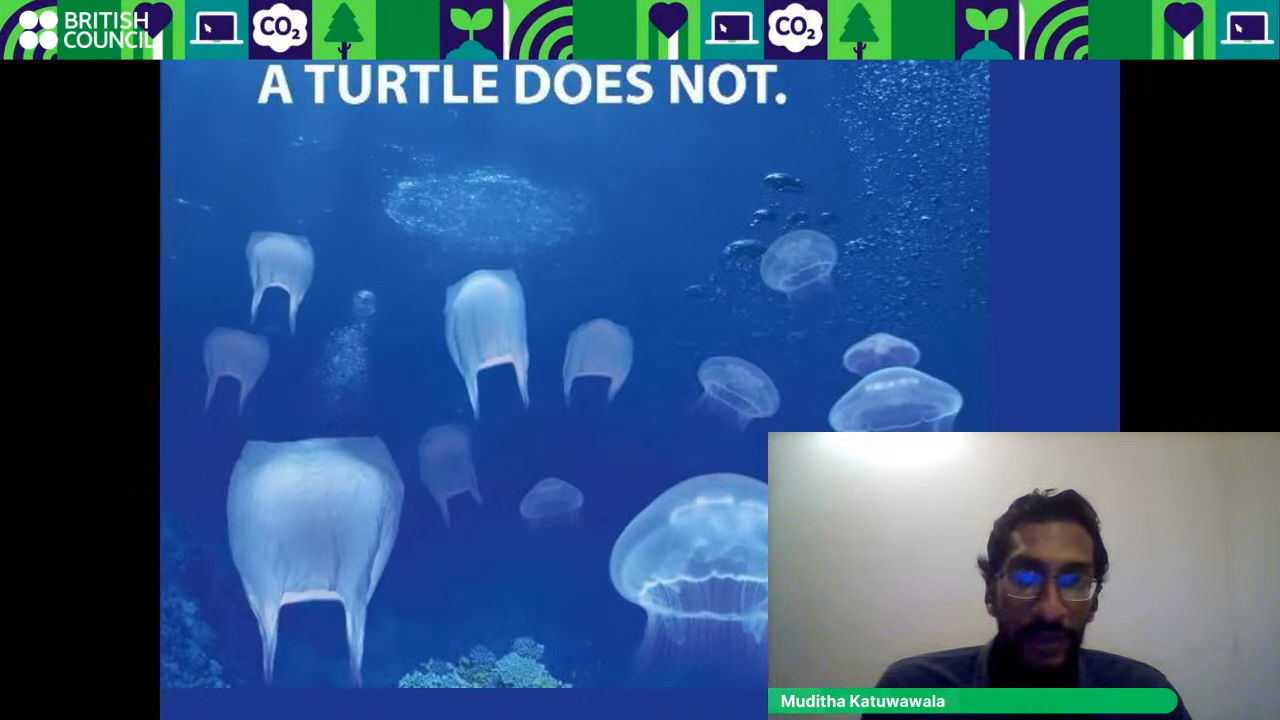 BRITISH
COUNCIL
CO₂
CO₂
A TURTLE DOES NOT.
Muditha Katuwawala